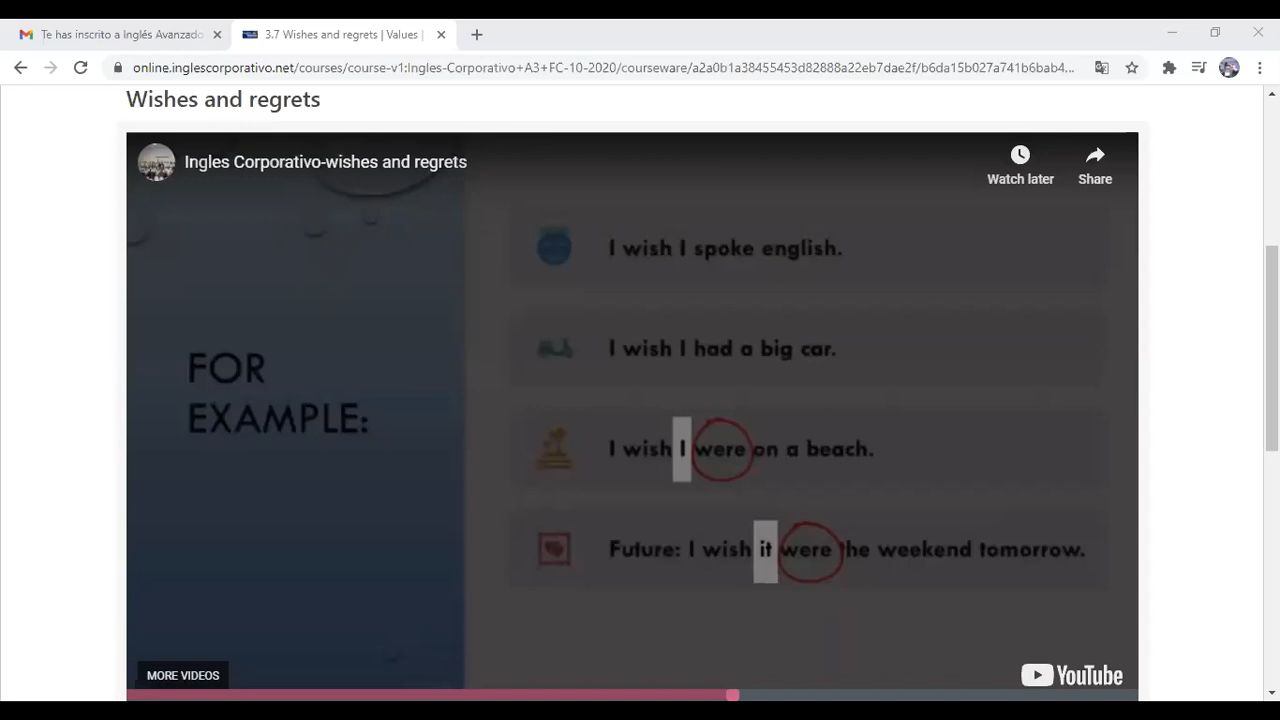 Te has inscrito a Inglés Avanzado
3.7 Wishes and regrets | Values |
online.inglescorporativo.net/courses/course-v1:Ingles-Corporativo+A3+FC-10-2020/courseware/a2a0b1a38455453d82888a22eb7dae2f/b6da15b027a741b6bab4...
Wishes and regrets
Ingles Corporativo-wishes and regrets
Watch later
Share
FOR
EXAMPLE:
I wish I spoke english.
I wish I had a big car.
I wish I were on a beach.
Future: I wish it were the weekend tomorrow.
MORE VIDEOS
YouTube